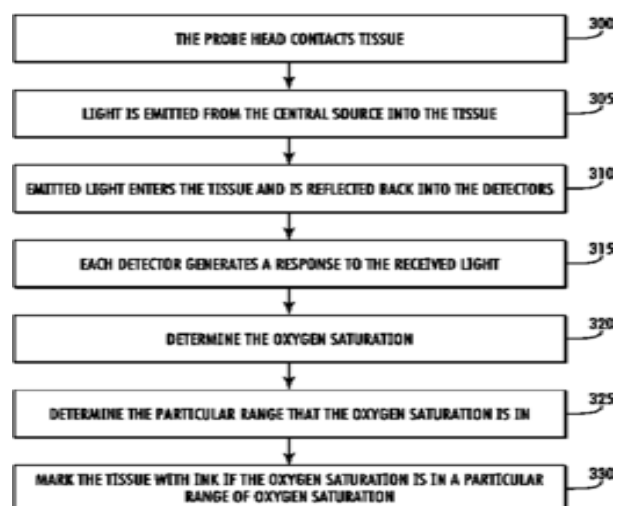 THE PROBE HEAD CONTACTS TISSUE
300
LIGHT IS EMITTED FROM THE CENTRAL SOURCE INTO THE TISSUE
305
EMITTED LIGHT ENTERS THE TISSUE AND IS REFLECTED BACK INTO THE DETECTORS
310
EACH DETECTOR GENERATES A RESPONSE TO THE RECEIVED LIGHT
315
DETERMINE THE OXYGEN SATURATION
320
DETERMINE THE PARTICULAR RANGE THAT THE OXYGEN SATURATION IS IN
325
MARK THE TISSUE WITH INK IF THE OXYGEN SATURATION IS IN A PARTICULAR
RANGE OF OXYGEN SATURATION
330